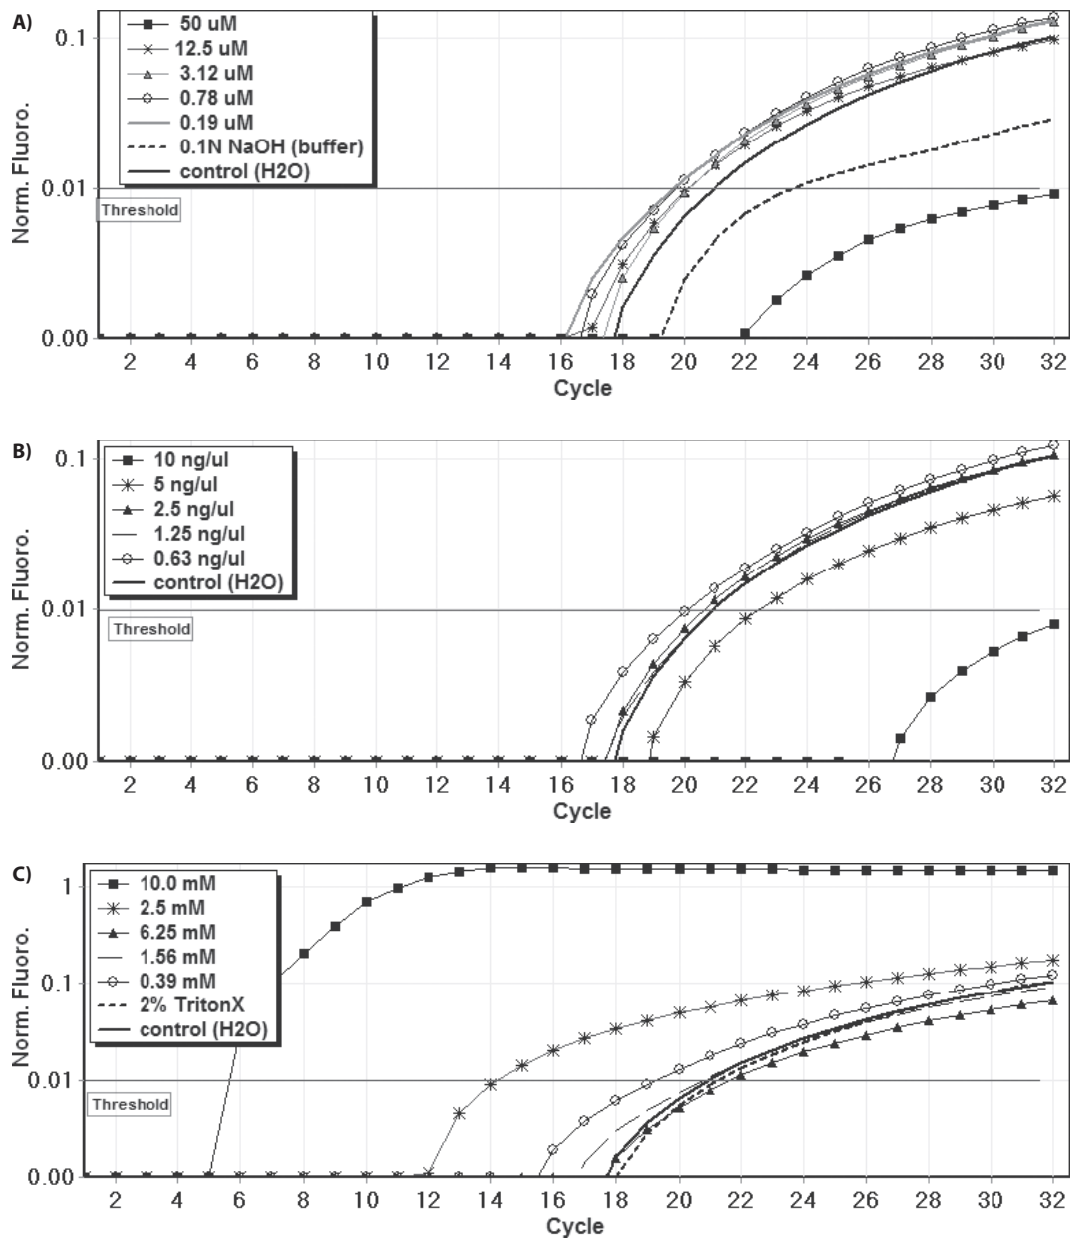 A)
50 uM
12.5 uM
3.12 uM
0.78 uM
0.19 uM
0.1N NaOH (buffer)
control (H2O)
Norm. Fluoro.
0.1
0.01
0.00
Threshold
2 4 6 8 10 12 14 16 18 20 22 24 26 28 30 32
Cycle
B)
10 ng/ul
5 ng/ul
2.5 ng/ul
1.25 ng/ul
0.63 ng/ul
control (H2O)
Norm. Fluoro.
0.1
0.01
0.00
Threshold
2 4 6 8 10 12 14 16 18 20 22 24 26 28 30 32
Cycle
C)
10.0 mM
2.5 mM
6.25 mM
1.56 mM
0.39 mM
2% TritonX
control (H2O)
Norm. Fluoro.
1
0.1
0.01
0.00
Threshold
2 4 6 8 10 12 14 16 18 20 22 24 26 28 30 32
Cycle